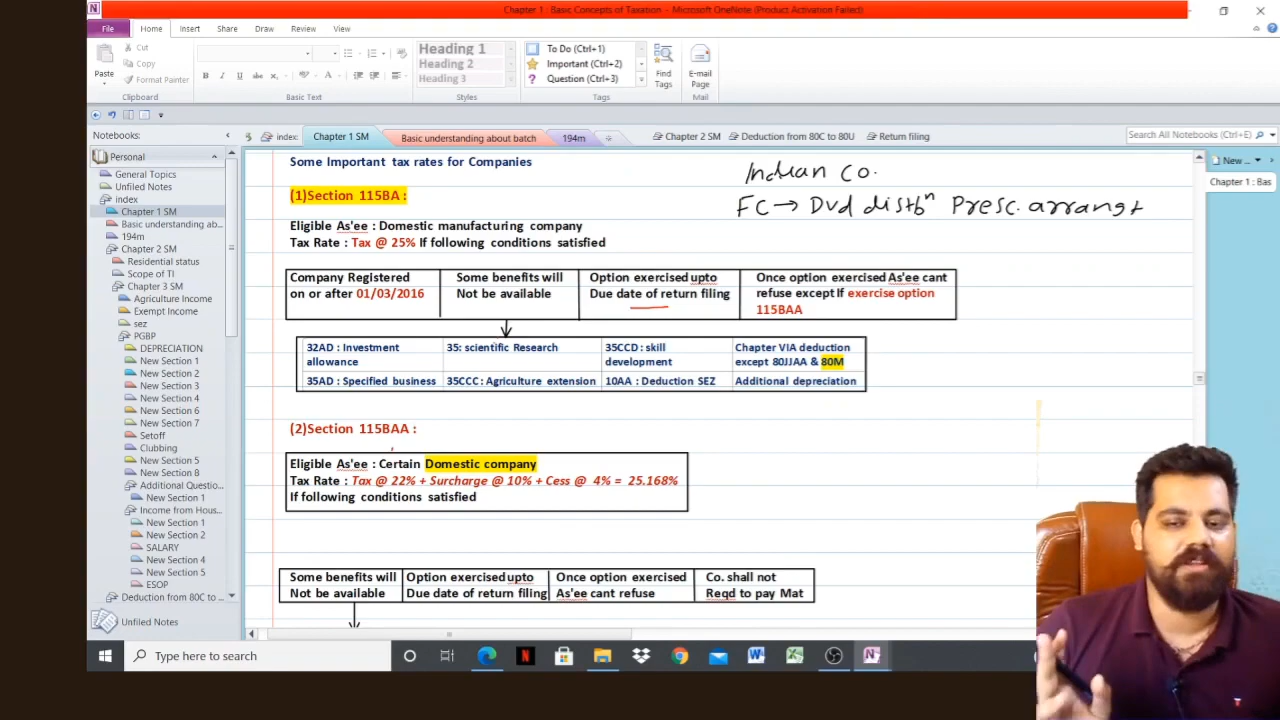 Chapter 1 : Basic Concepts of Taxation - Microsoft OneNote (Product Activation Failed)
File Home Insert Share Draw Review View
Paste
Cut
Copy
Format Painter
Clipboard
B I U abc
Basic Text
Heading 1
Heading 2
Heading 3
Styles
To Do (Ctrl+1)
Important (Ctrl+2)
Question (Ctrl+3)
Tags
Find Tags
E-mail Page
Mail
Notebooks:
index: Chapter 1 SM Basic understanding about batch 194m Chapter 2 SM Deduction from 80C to 80U Return filing
Search All Notebooks (Ctrl+E)
Personal
General Topics
Unfiled Notes
index
Chapter 1 SM
Basic understanding ab...
194m
Chapter 2 SM
Residential status
Scope of TI
Chapter 3 SM
Agriculture Income
Exempt Income
sez
PGBP
DEPRECIATION
New Section 1
New Section 2
New Section 3
New Section 4
New Section 6
New Section 7
Setoff
Clubbing
New Section 5
New Section 8
Additional Questio...
New Section 1
Income from Hous...
New Section 1
New Section 2
SALARY
New Section 4
New Section 5
ESOP
Deduction from 80C to
Unfiled Notes
New ...
Chapter 1 : Bas
Some Important tax rates for Companies
Indian Co.
FC → Dvd distbn Presc. arrangt
(1)Section 115BA :
Eligible As'ee : Domestic manufacturing company
Tax Rate : Tax @ 25% If following conditions satisfied
Company Registered on or after 01/03/2016
Some benefits will Not be available
Option exercised upto Due date of return filing
Once option exercised As'ee cant refuse except If exercise option 115BAA
32AD : Investment allowance
35: scientific Research
35CCD : skill development
Chapter VIA deduction except 80JJAA & 80M
35AD : Specified business
35CCC : Agriculture extension
10AA : Deduction SEZ
Additional depreciation
(2)Section 115BAA :
Eligible As'ee : Certain Domestic company
Tax Rate : Tax @ 22% + Surcharge @ 10% + Cess @ 4% = 25.168%
If following conditions satisfied
Some benefits will Not be available
Option exercised upto Due date of return filing
Once option exercised As'ee cant refuse
Co. shall not Reqd to pay Mat
Type here to search